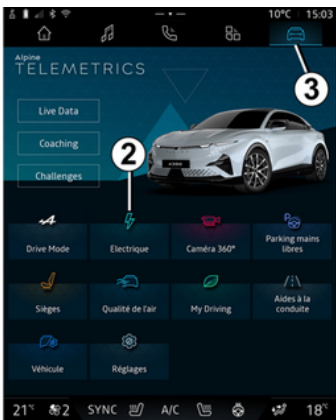 10°C 15:03
Alpine
TELEMETRICS
3
Live Data
Coaching
Challenges
2
Drive Mode
Electrique
Caméra 360°
Parking mains
libres
Sièges
Qualité de l'air
My Driving
Aides à la
conduite
Véhicule
Réglages
21°C 2 SYNC A/C 18°C